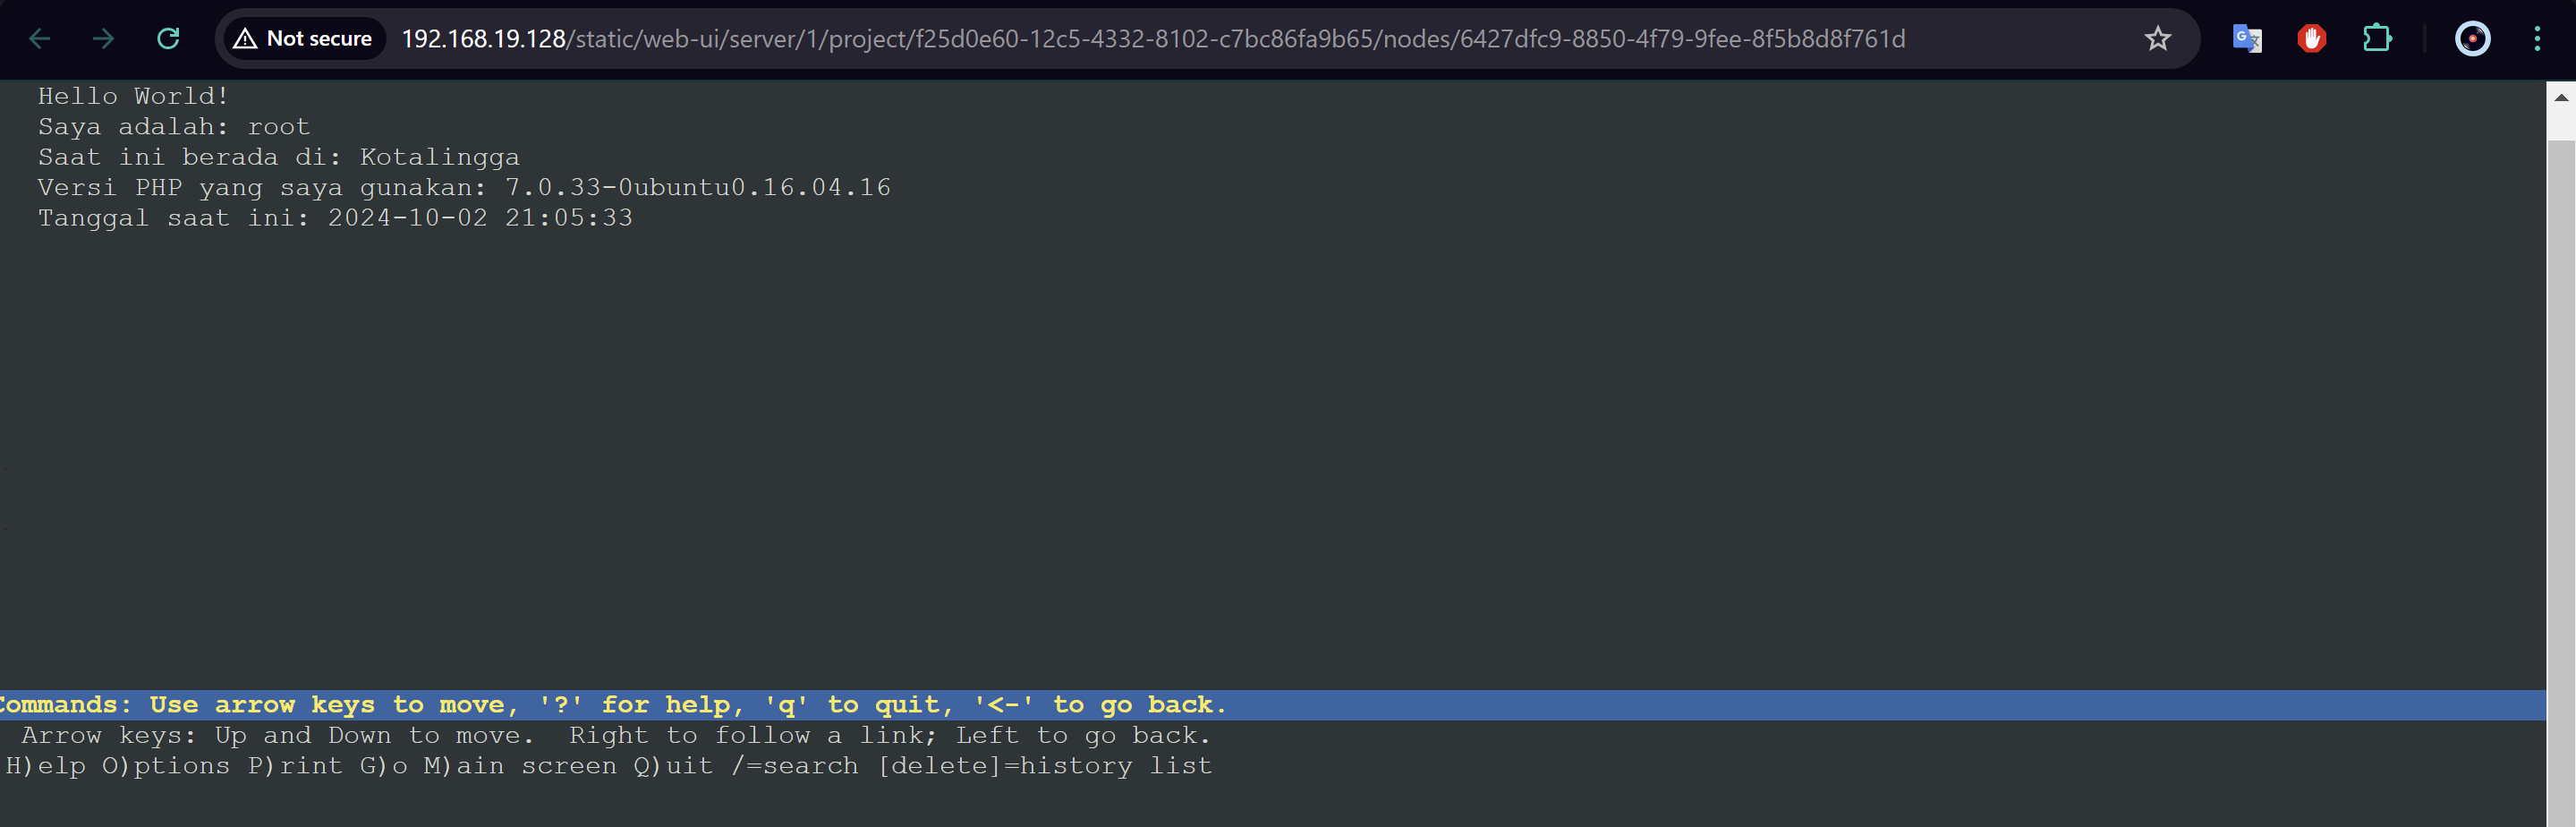 Not secure 192.168.19.128/static/web-ui/server/1/project/f25d0e60-12c5-4332-8102-c7bc86fa9b65/nodes/6427dfc9-8850-4f79-9fee-8f5b8d8f761d
Hello World!
Saya adalah: root
Saat ini berada di: Kotalingga
Versi PHP yang saya gunakan: 7.0.33-0ubuntu0.16.04.16
Tanggal saat ini: 2024-10-02 21:05:33
Commands: Use arrow keys to move, '?' for help, 'q' to quit, '<-' to go back.
Arrow keys: Up and Down to move.  Right to follow a link; Left to go back.
H)elp O)ptions P)rint G)o M)ain screen Q)uit /=search [delete]=history list